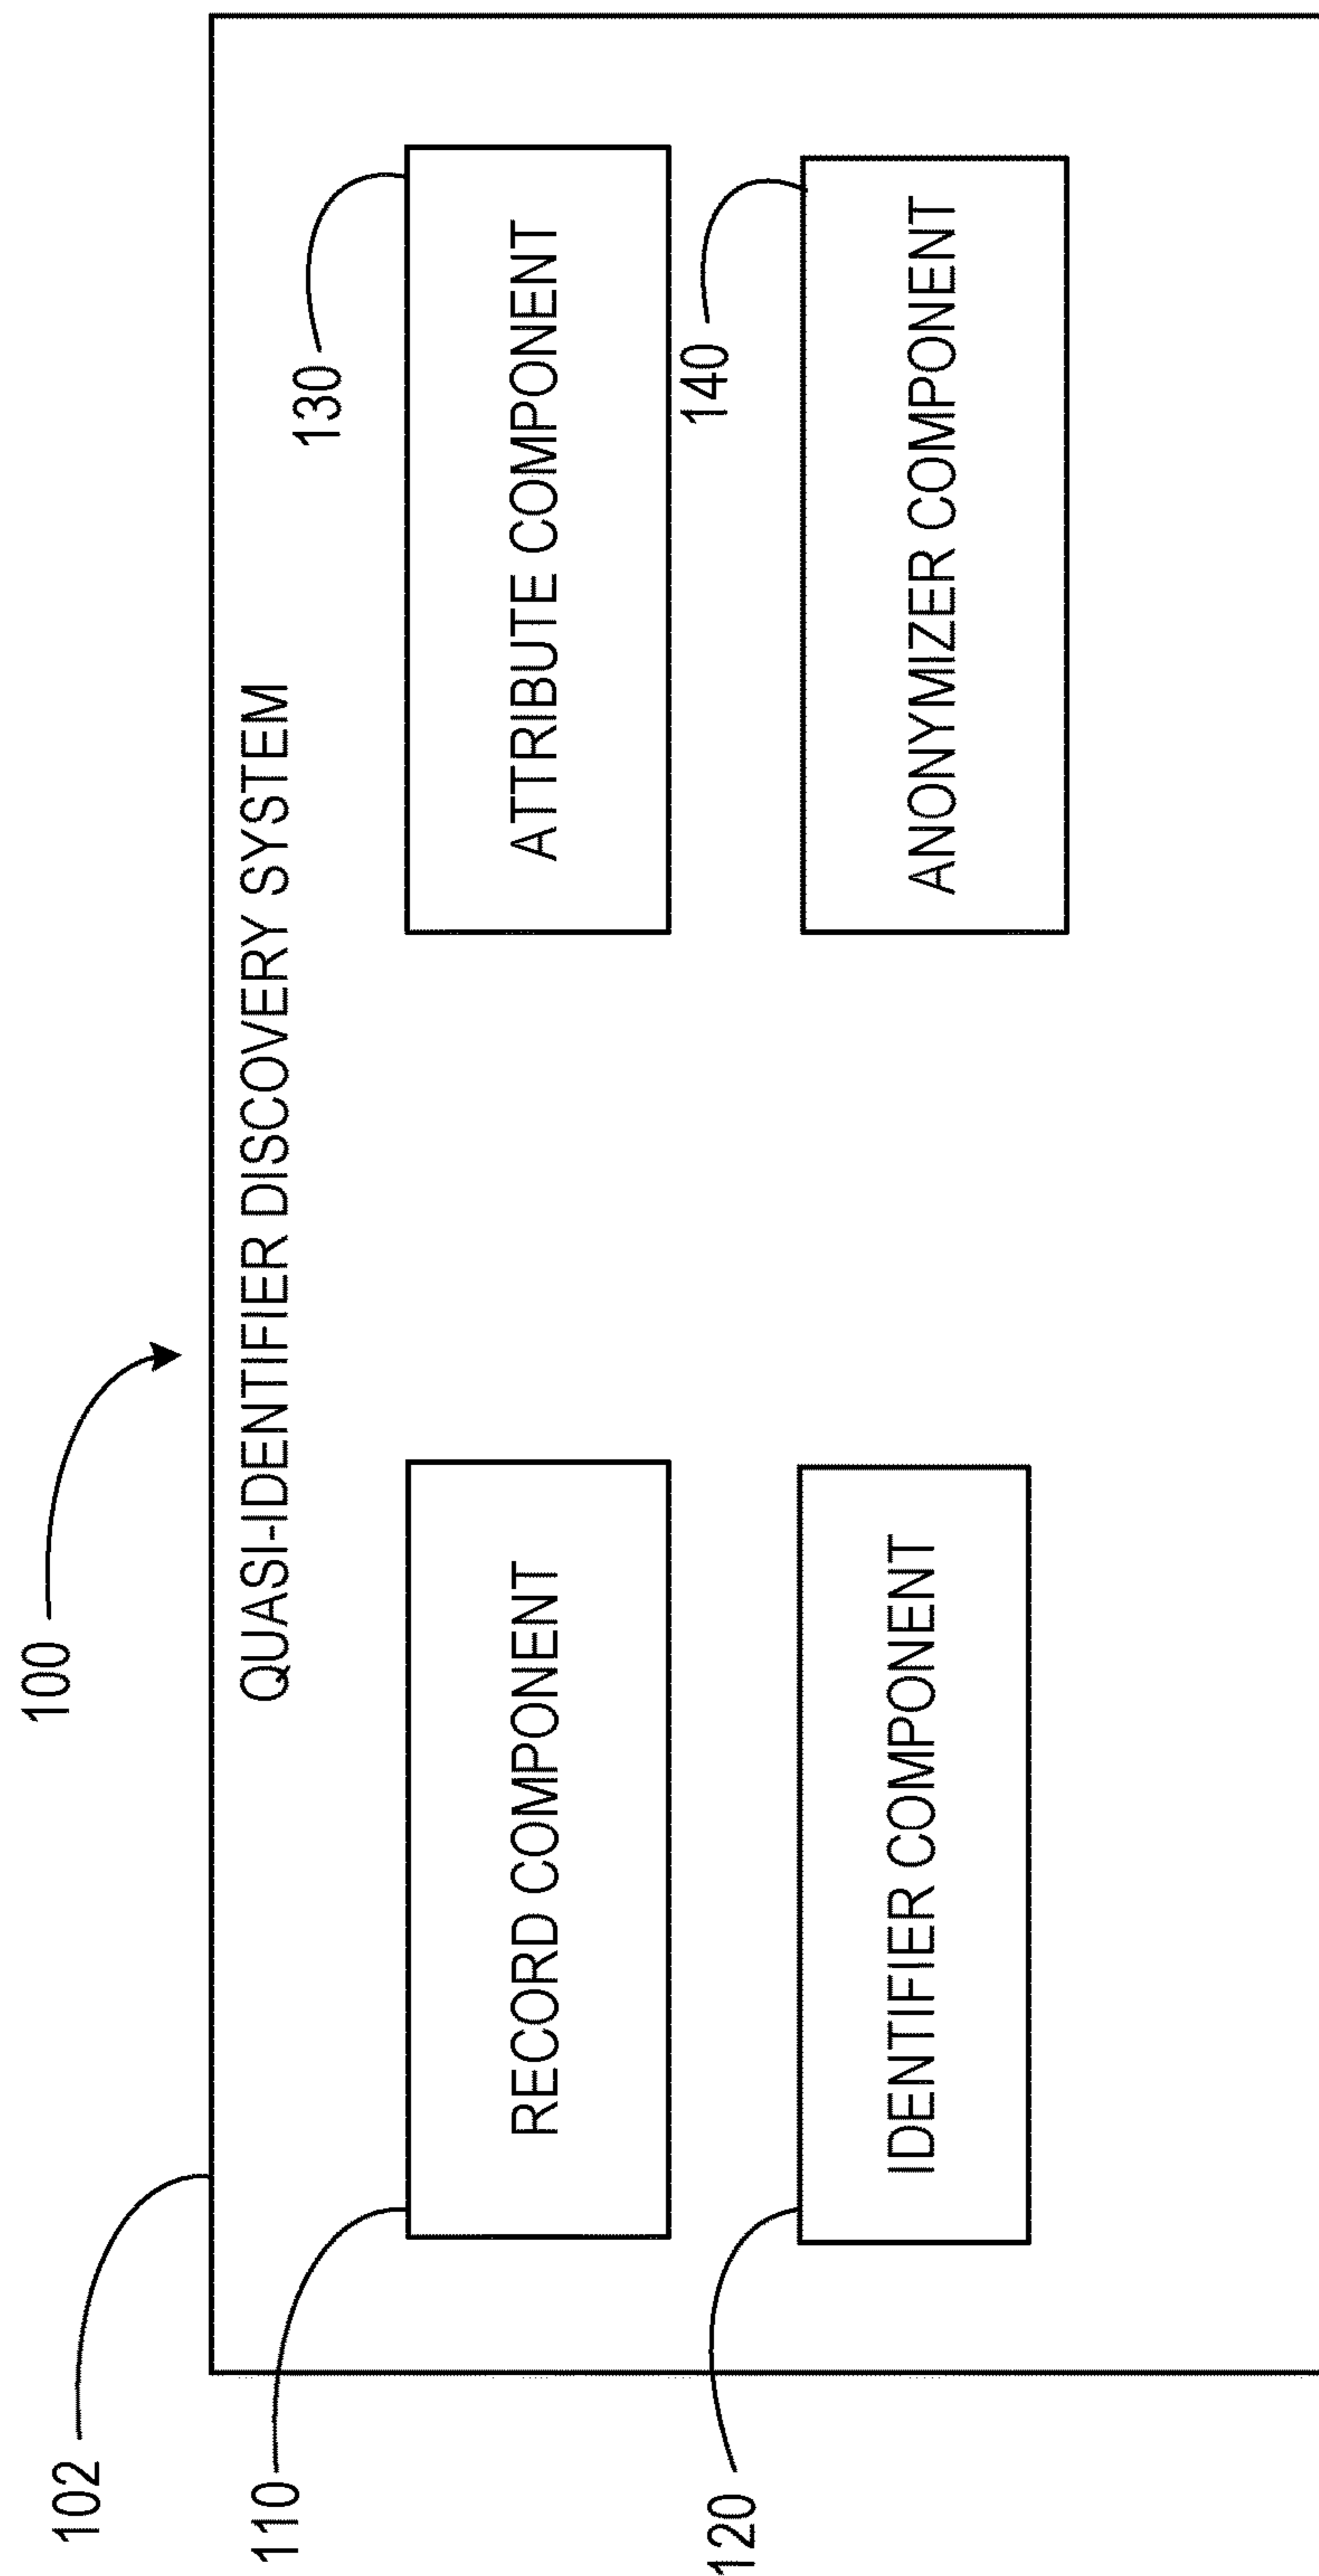 100
102
QUASI-IDENTIFIER DISCOVERY SYSTEM
110
RECORD COMPONENT
130
ATTRIBUTE COMPONENT
120
IDENTIFIER COMPONENT
140
ANONYMIZER COMPONENT